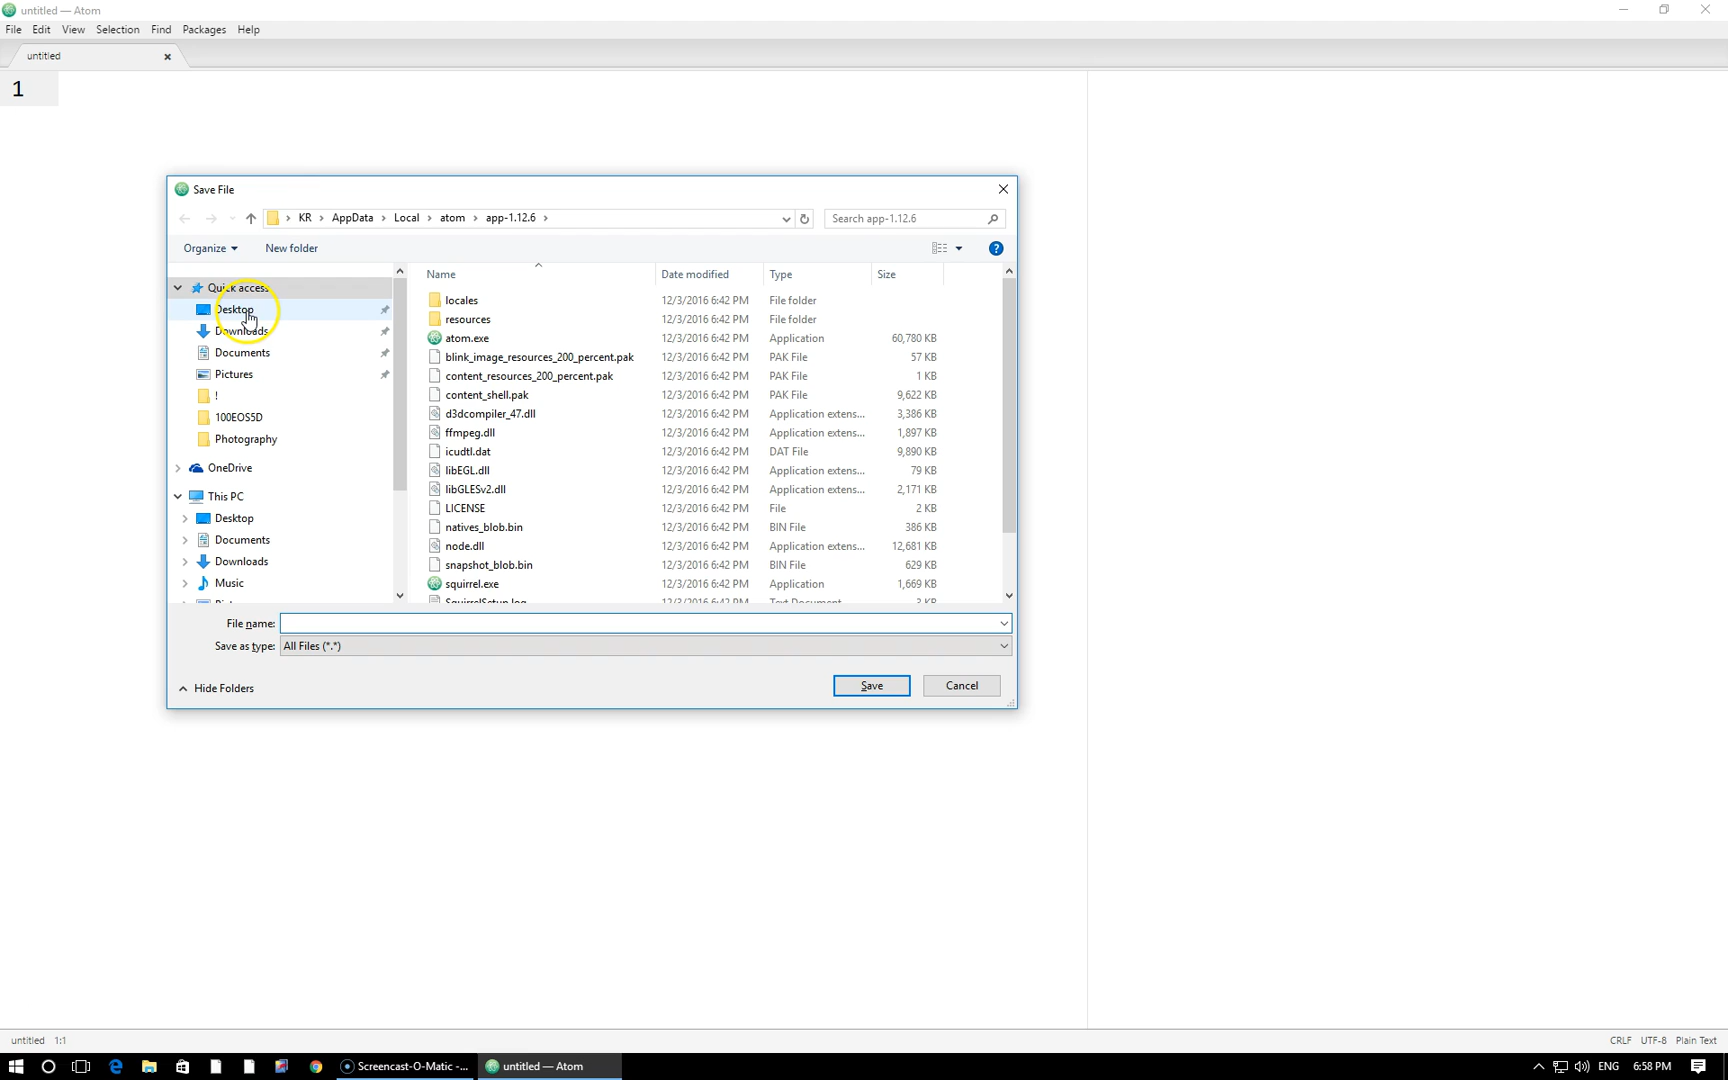 untitled — Atom
File Edit View Selection Find Packages Help
untitled
1
Save File
KR AppData Local atom app-1.12.6
Search app-1.12.6
Organize New folder
Name Date modified Type Size
Quick access
Desktop
Downloads
Documents
Pictures
!
100EOS5D
Photography
OneDrive
This PC
Desktop
Documents
Downloads
Music
locales 12/3/2016 6:42 PM File folder
resources 12/3/2016 6:42 PM File folder
atom.exe 12/3/2016 6:42 PM Application 60,780 KB
blink_image_resources_200_percent.pak 12/3/2016 6:42 PM PAK File 57 KB
content_resources_200_percent.pak 12/3/2016 6:42 PM PAK File 1 KB
content_shell.pak 12/3/2016 6:42 PM PAK File 9,622 KB
d3dcompiler_47.dll 12/3/2016 6:42 PM Application extens... 3,386 KB
ffmpeg.dll 12/3/2016 6:42 PM Application extens... 1,897 KB
icudtl.dat 12/3/2016 6:42 PM DAT File 9,890 KB
libEGL.dll 12/3/2016 6:42 PM Application extens... 79 KB
libGLESv2.dll 12/3/2016 6:42 PM Application extens... 2,171 KB
LICENSE 12/3/2016 6:42 PM File 2 KB
natives_blob.bin 12/3/2016 6:42 PM BIN File 386 KB
node.dll 12/3/2016 6:42 PM Application extens... 12,681 KB
snapshot_blob.bin 12/3/2016 6:42 PM BIN File 629 KB
squirrel.exe 12/3/2016 6:42 PM Application 1,669 KB
SquirrelSetup.log 12/3/2016 6:42 PM Text Document 3 KB
File name:
Save as type: All Files (*.*)
Hide Folders
Save Cancel
untitled 1:1
CRLF UTF-8 Plain Text
Screencast-O-Matic -...
untitled — Atom
ENG 6:58 PM